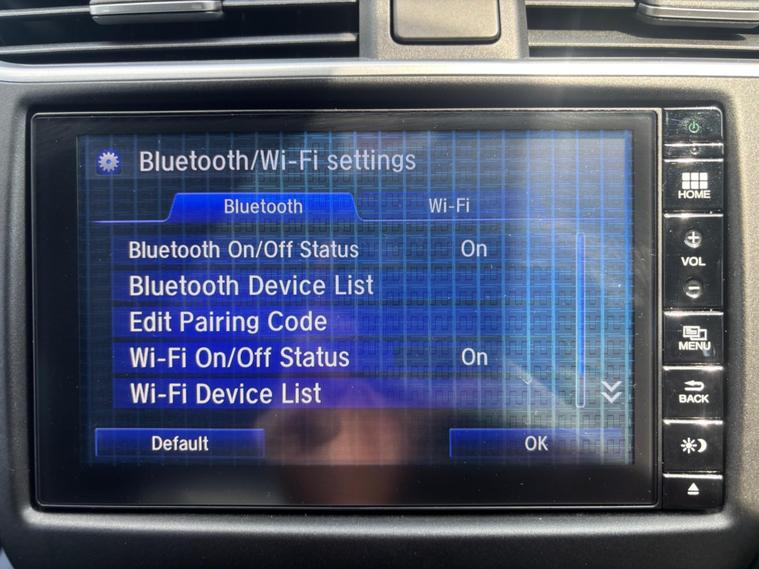 Bluetooth/Wi-Fi settings
Bluetooth Wi-Fi
Bluetooth On/Off Status On
Bluetooth Device List
Edit Pairing Code
Wi-Fi On/Off Status On
Wi-Fi Device List
Default OK
HOME
+
VOL
−
MENU
BACK